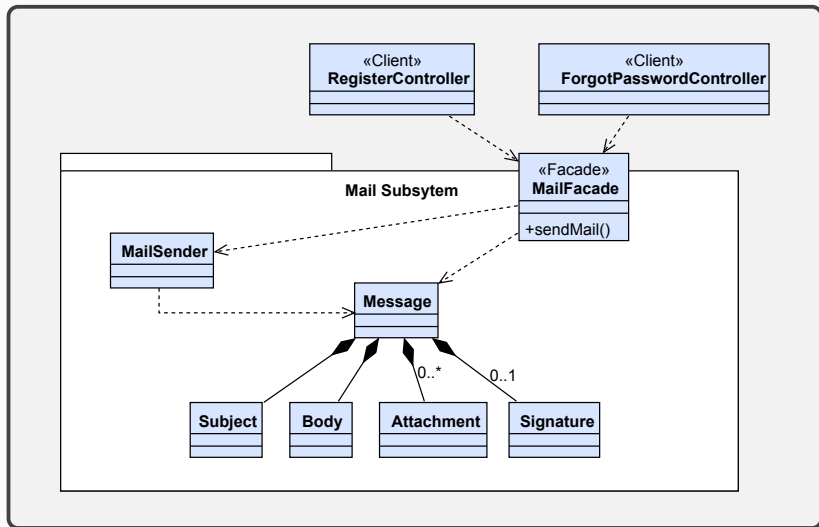 «Client»
RegisterController
«Client»
ForgotPasswordController
«Facade»
MailFacade
+sendMail()
Mail Subsytem
MailSender
Message
0..*
0..1
Subject
Body
Attachment
Signature